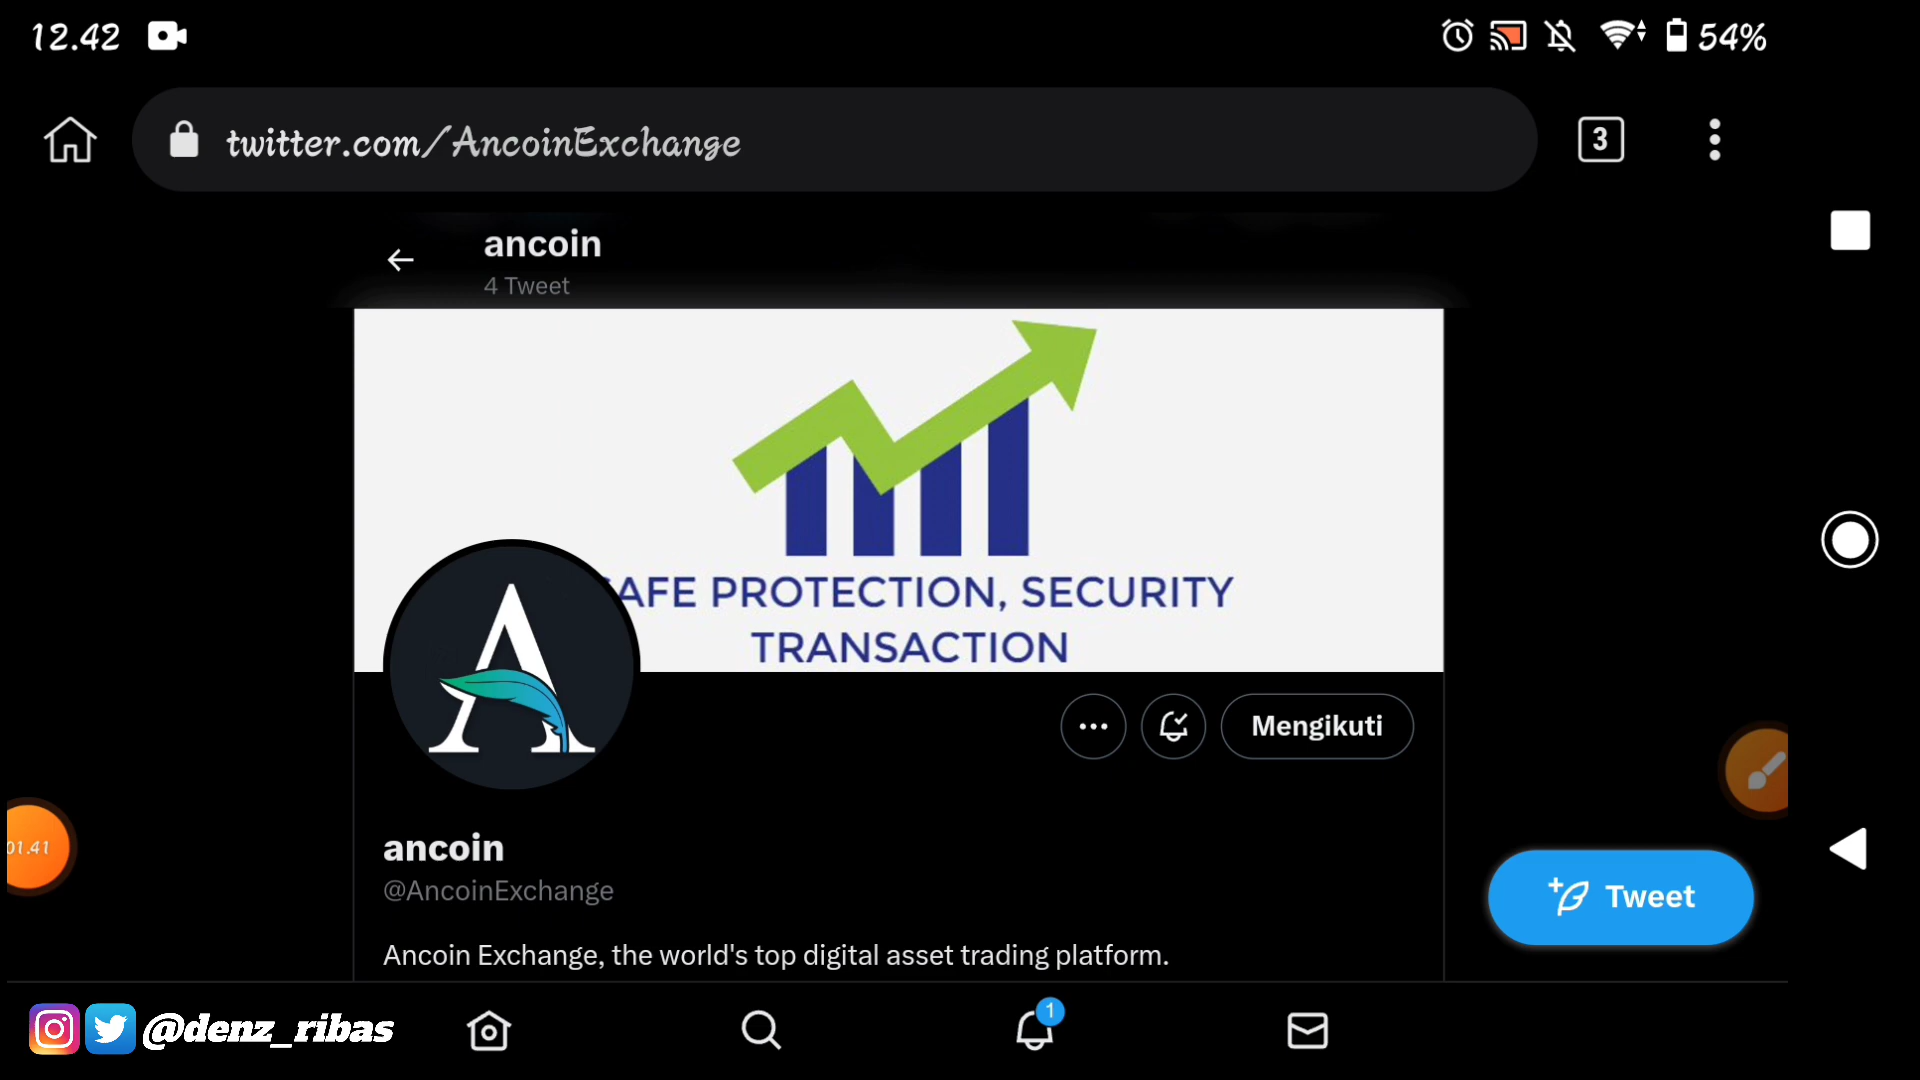 12.42
54%
twitter.com/AncoinExchange
3
ancoin
4 Tweet
AFE PROTECTION, SECURITY
TRANSACTION
A
Mengikuti
ancoin
@AncoinExchange
01.41
Tweet
Ancoin Exchange, the world's top digital asset trading platform.
1
@denz_ribas